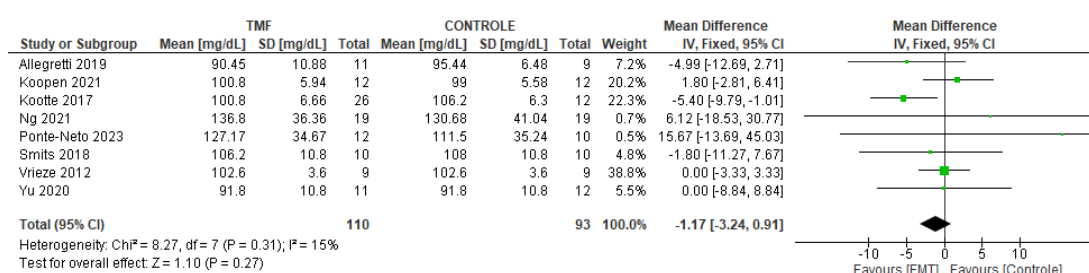 TMF CONTROLE Mean Difference Mean Difference
Study or Subgroup Mean [mg/dL] SD [mg/dL] Total Mean [mg/dL] SD [mg/dL] Total Weight IV, Fixed, 95% CI IV, Fixed, 95% CI
Allegretti 2019 90.45 10.88 11 95.44 6.48 9 7.2% -4.99 [-12.69, 2.71]
Koopen 2021 100.8 5.94 12 99 5.58 12 20.2% 1.80 [-2.81, 6.41]
Kootte 2017 100.8 6.66 26 106.2 6.3 12 22.3% -5.40 [-9.79, -1.01]
Ng 2021 136.8 36.36 19 130.68 41.04 19 0.7% 6.12 [-18.53, 30.77]
Ponte-Neto 2023 127.17 34.67 12 111.5 35.24 10 0.5% 15.67 [-13.69, 45.03]
Smits 2018 106.2 10.8 10 108 10.8 10 4.8% -1.80 [-11.27, 7.67]
Vrieze 2012 102.6 3.6 9 102.6 3.6 9 38.8% 0.00 [-3.33, 3.33]
Yu 2020 91.8 10.8 11 91.8 10.8 12 5.5% 0.00 [-8.84, 8.84]
Total (95% CI) 110 93 100.0% -1.17 [-3.24, 0.91]
Heterogeneity: Chi² = 8.27, df = 7 (P = 0.31); I² = 15%
Test for overall effect: Z = 1.10 (P = 0.27)
-10 -5 0 5 10
Favours [FMT] Favours [Controle]